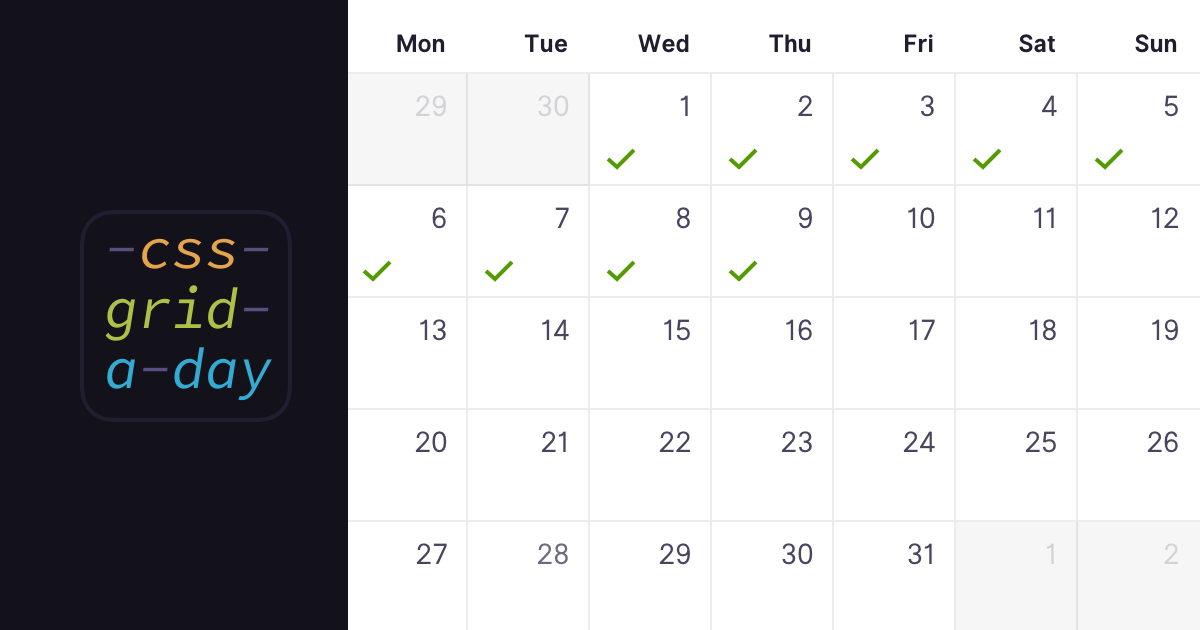 -css-
grid-
a-day
Mon Tue Wed Thu Fri Sat Sun
29 30 1 2 3 4 5
6 7 8 9 10 11 12
13 14 15 16 17 18 19
20 21 22 23 24 25 26
27 28 29 30 31 1 2